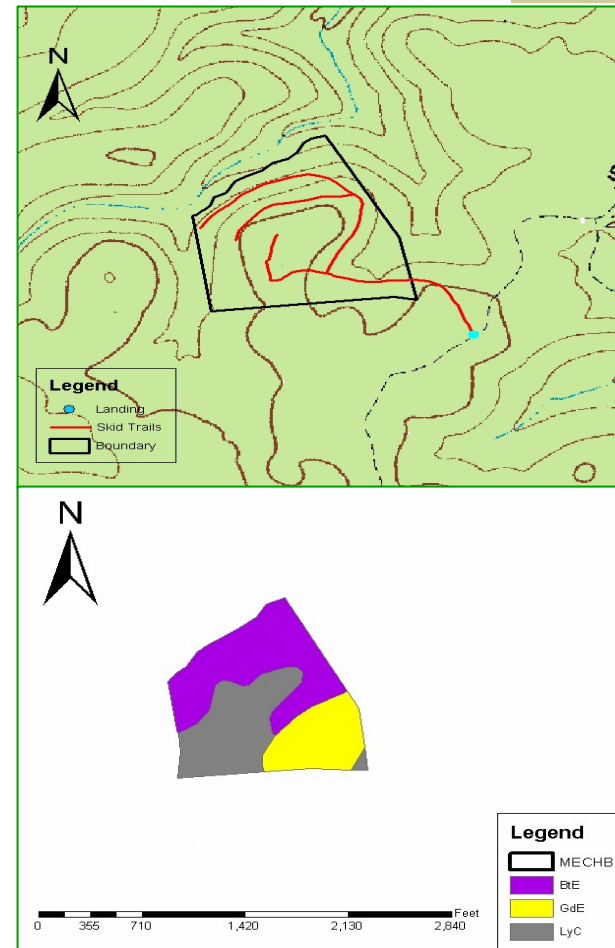 N
Legend
Landing
Skid Trails
Boundary
N
Legend
MECHB
BtE
GdE
LyC
Feet
0 355 710 1,420 2,130 2,840